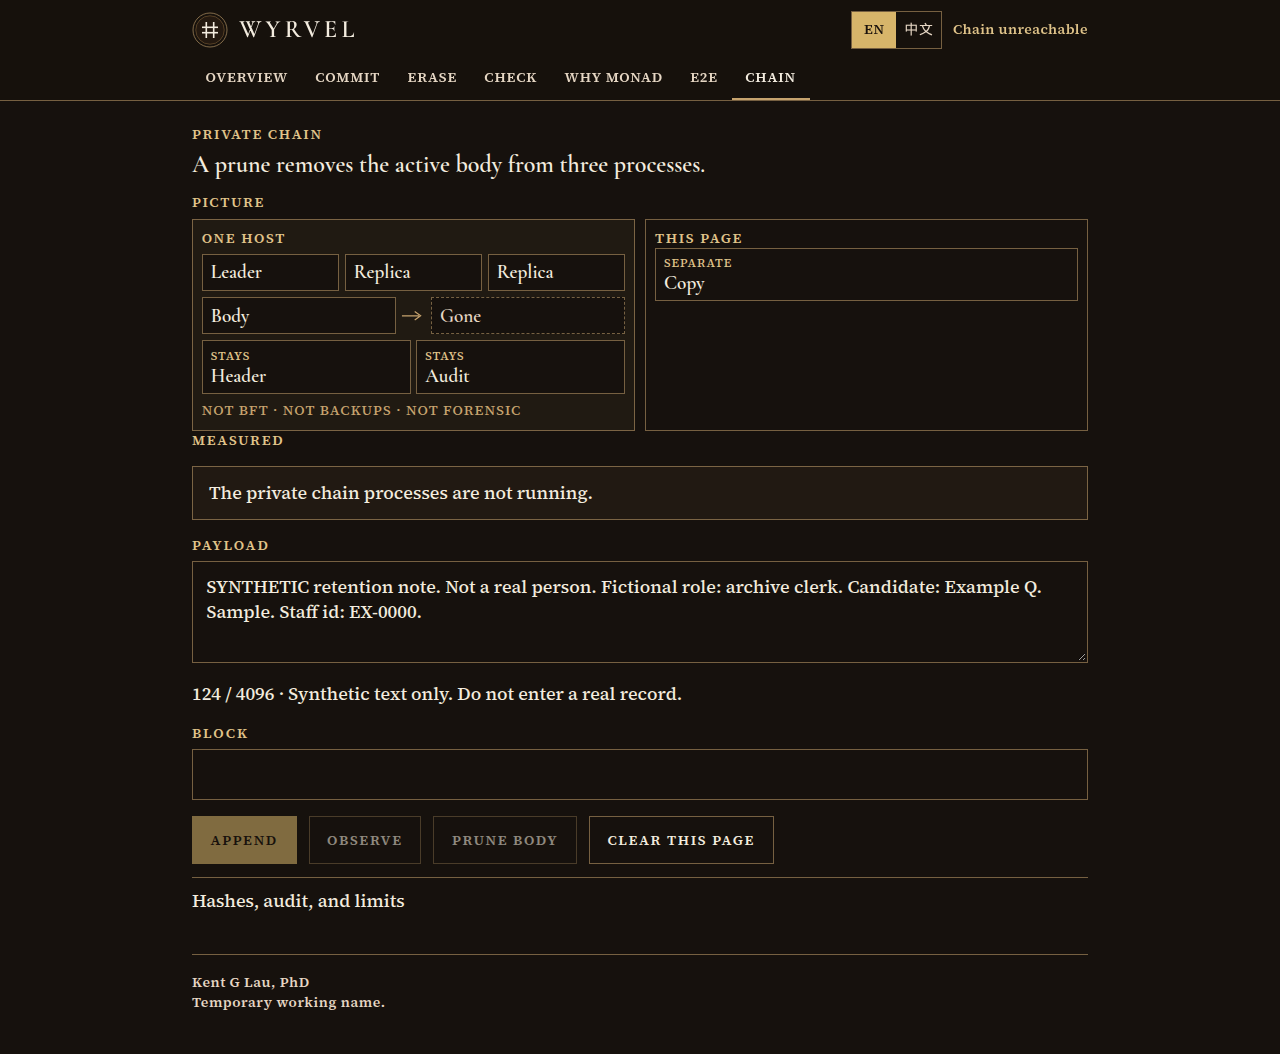 WYRVEL
EN 中文 Chain unreachable
OVERVIEW COMMIT ERASE CHECK WHY MONAD E2E CHAIN
PRIVATE CHAIN
A prune removes the active body from three processes.
PICTURE
ONE HOST
Leader Replica Replica
Body → Gone
STAYS
Header
STAYS
Audit
NOT BFT · NOT BACKUPS · NOT FORENSIC
THIS PAGE
SEPARATE
Copy
MEASURED
The private chain processes are not running.
PAYLOAD
SYNTHETIC retention note. Not a real person. Fictional role: archive clerk. Candidate: Example Q.
Sample. Staff id: EX-0000.
124 / 4096 · Synthetic text only. Do not enter a real record.
BLOCK
APPEND OBSERVE PRUNE BODY CLEAR THIS PAGE
Hashes, audit, and limits
Kent G Lau, PhD
Temporary working name.